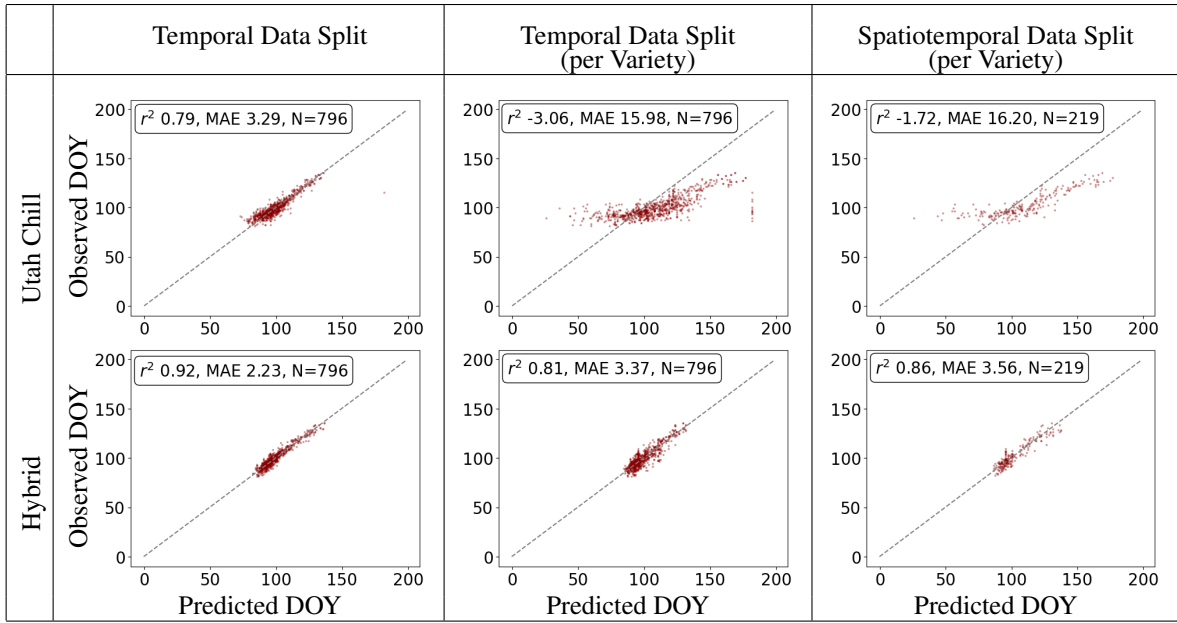 Temporal Data Split
Temporal Data Split
(per Variety)
Spatiotemporal Data Split
(per Variety)
Utah Chill
Observed DOY
200
150
100
50
0
r² 0.79, MAE 3.29, N=796
0 50 100 150 200
200
150
100
50
0
r² -3.06, MAE 15.98, N=796
0 50 100 150 200
200
150
100
50
0
r² -1.72, MAE 16.20, N=219
0 50 100 150 200
Hybrid
Observed DOY
200
150
100
50
0
r² 0.92, MAE 2.23, N=796
0 50 100 150 200
Predicted DOY
200
150
100
50
0
r² 0.81, MAE 3.37, N=796
0 50 100 150 200
Predicted DOY
200
150
100
50
0
r² 0.86, MAE 3.56, N=219
0 50 100 150 200
Predicted DOY